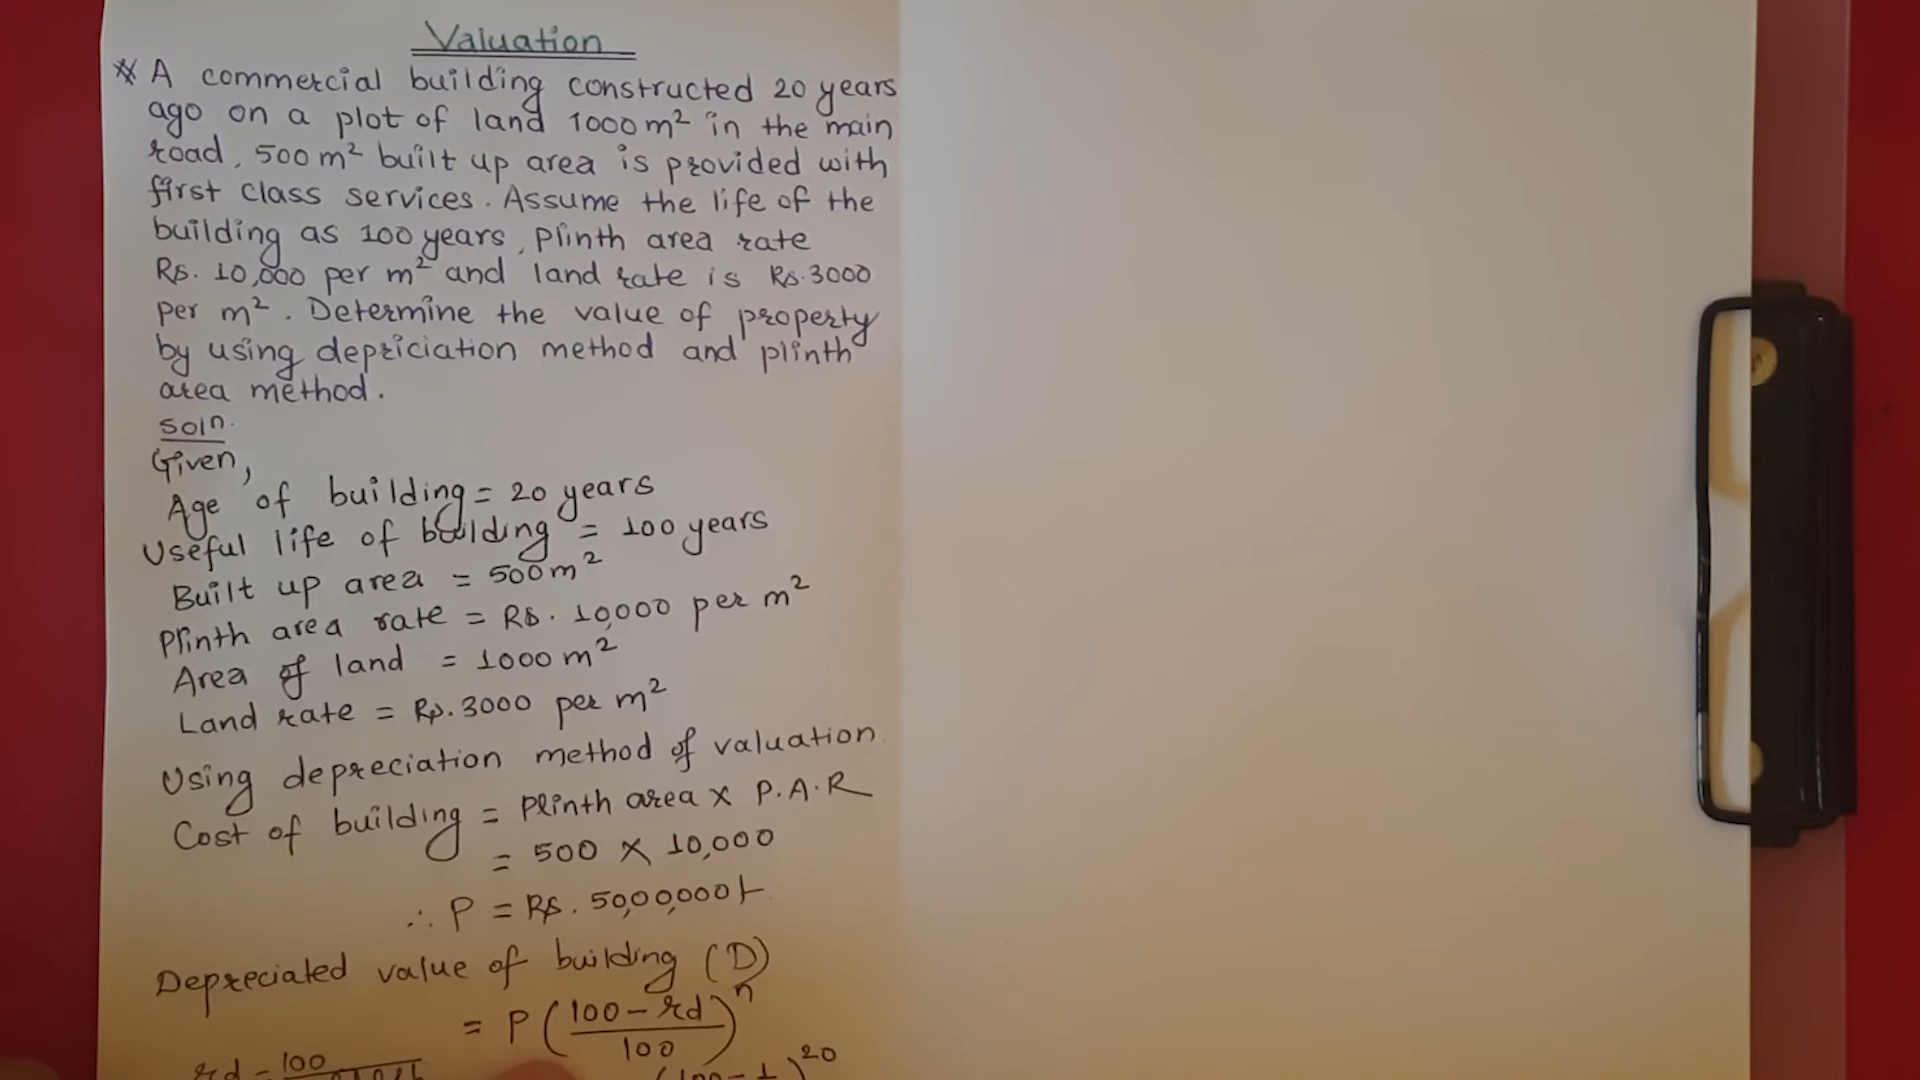 Valuation
* A commercial building constructed 20 years
ago on a plot of land 1000 m² in the main
road, 500 m² built up area is provided with
first class services. Assume the life of the
building as 100 years, plinth area rate
Rs. 10,000 per m² and land rate is Rs. 3000
per m². Determine the value of property
by using depriciation method and plinth
area method.
Soln.
Given,
Age of building = 20 years
Useful life of building = 100 years
Built up area = 500 m²
Plinth area rate = Rs. 10,000 per m²
Area of land = 1000 m²
Land rate = Rs. 3000 per m²
Using depreciation method of valuation
Cost of building = Plinth area x P.A.R
= 500 x 10,000
∴ P = Rs. 50,00,000/-
Depreciated value of building (D)
= P ( 100 - rd / 100 )ⁿ
rd = 100
(100 - 1 )²⁰